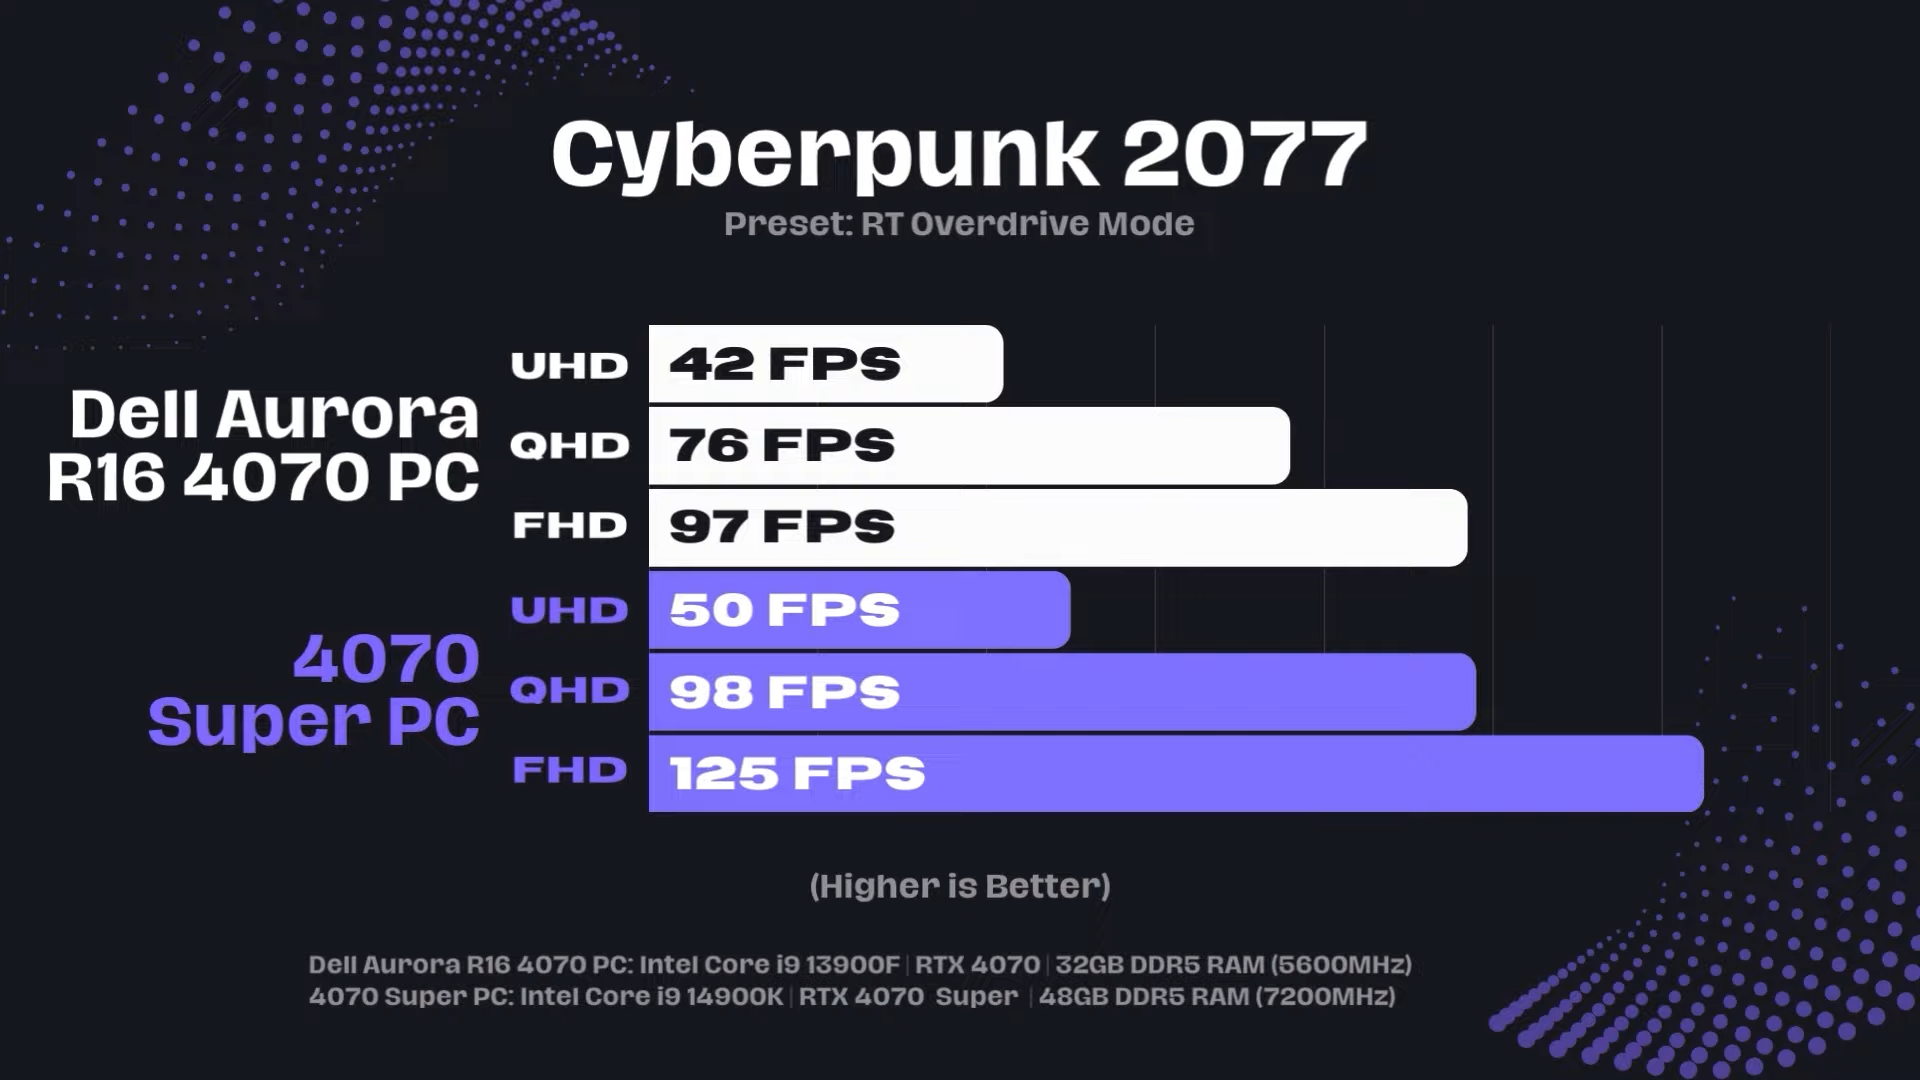 Cyberpunk 2077
Preset: RT Overdrive Mode
Dell Aurora
R16 4070 PC
UHD 42 FPS
QHD 76 FPS
FHD 97 FPS
4070
Super PC
UHD 50 FPS
QHD 98 FPS
FHD 125 FPS
(Higher is Better)
Dell Aurora R16 4070 PC: Intel Core i9 13900F | RTX 4070 | 32GB DDR5 RAM (5600MHz)
4070 Super PC: Intel Core i9 14900K | RTX 4070 Super | 48GB DDR5 RAM (7200MHz)